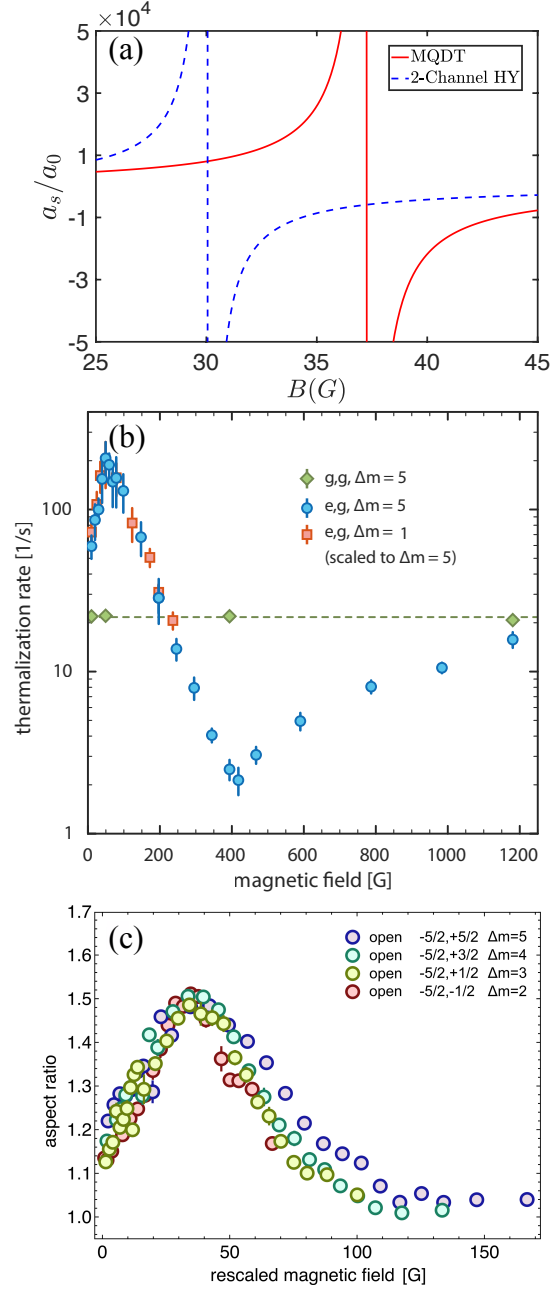 ×10⁴
(a)
MQDT
2-Channel HY
5
3
1
-1
-3
-5
a_s/a_0
25
30
35
40
45
B(G)
(b)
g,g, Δm = 5
e,g, Δm = 5
e,g, Δm = 1
(scaled to Δm = 5)
100
10
1
thermalization rate [1/s]
0
200
400
600
800
1000
1200
magnetic field [G]
(c)
open -5/2,+5/2 Δm=5
open -5/2,+3/2 Δm=4
open -5/2,+1/2 Δm=3
open -5/2,-1/2 Δm=2
1.7
1.6
1.5
1.4
1.3
1.2
1.1
1.0
aspect ratio
0
50
100
150
rescaled magnetic field [G]